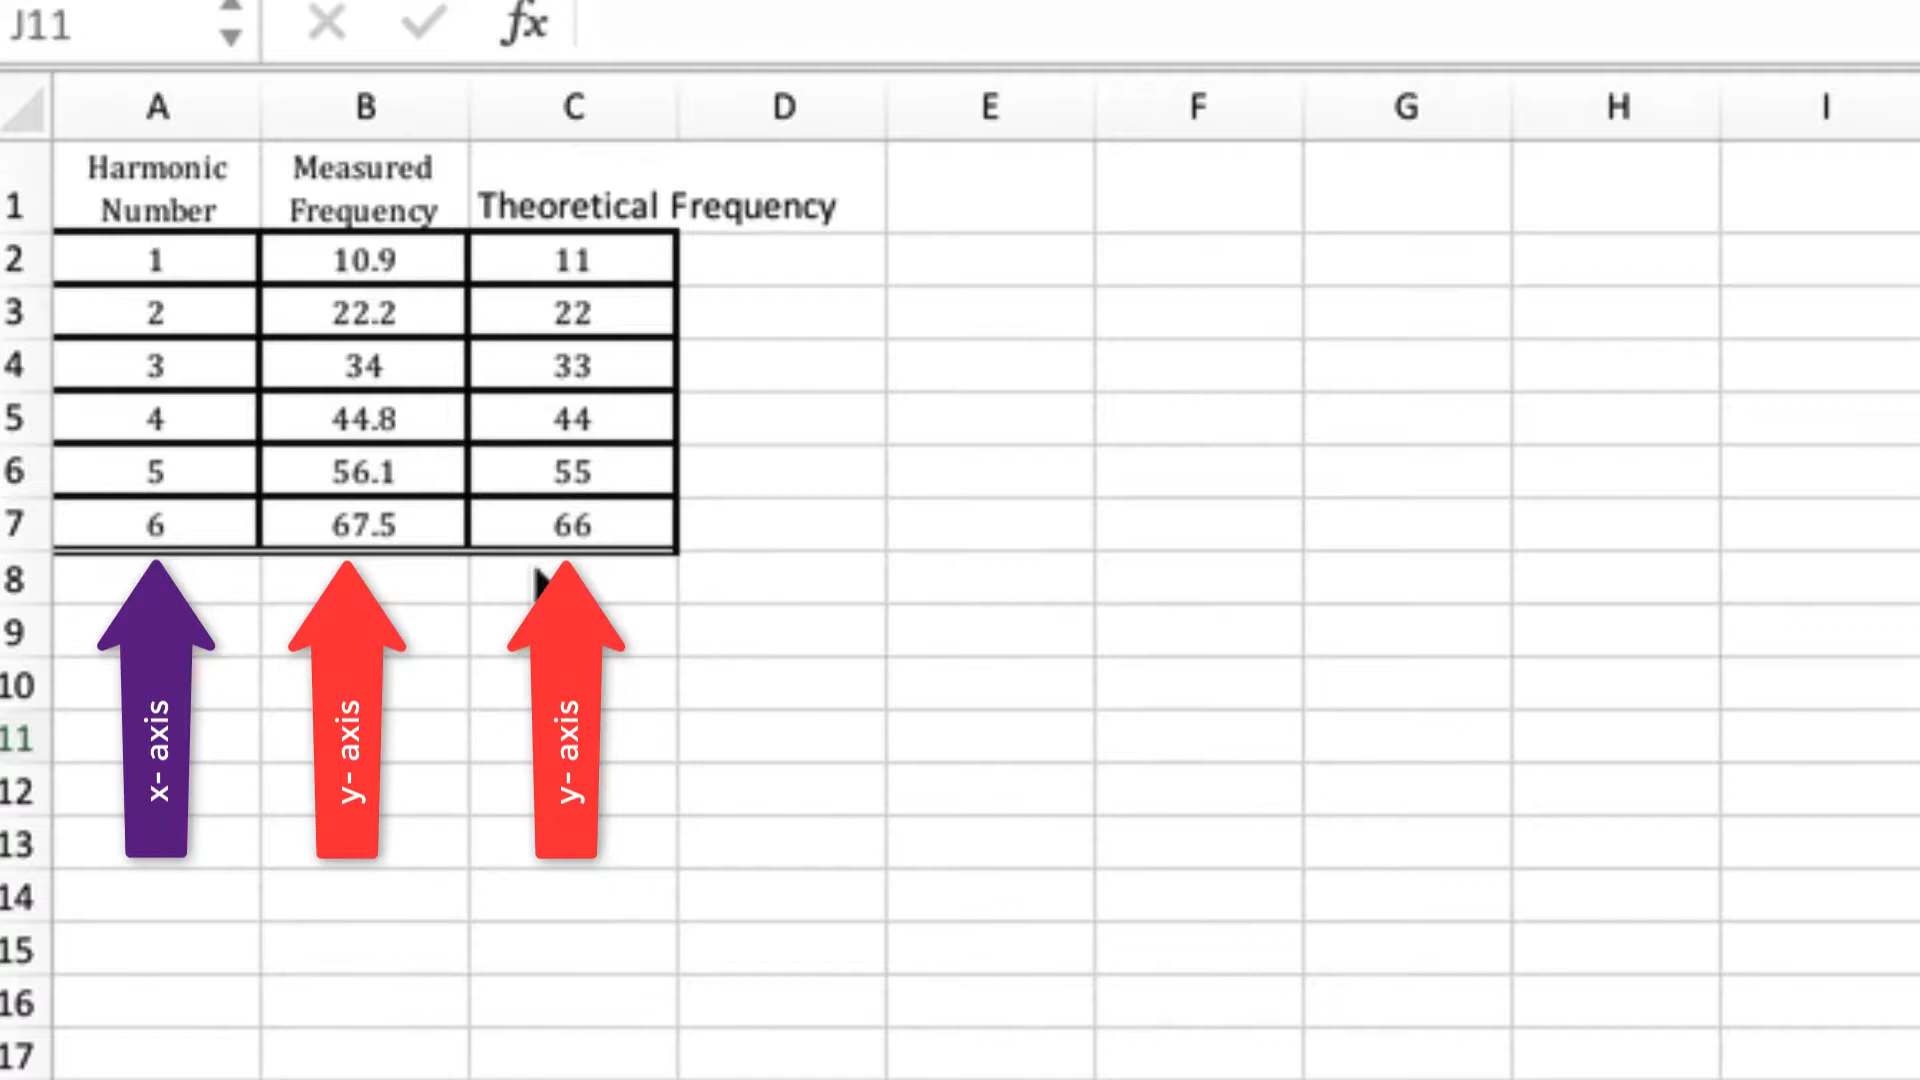 J11
fx
A B C D E F G H I
Harmonic Number Measured Frequency Theoretical Frequency
1
2 1 10.9 11
3 2 22.2 22
4 3 34 33
5 4 44.8 44
6 5 56.1 55
7 6 67.5 66
8
9
10
11
12
13
14
15
16
17
x- axis
y- axis
y- axis